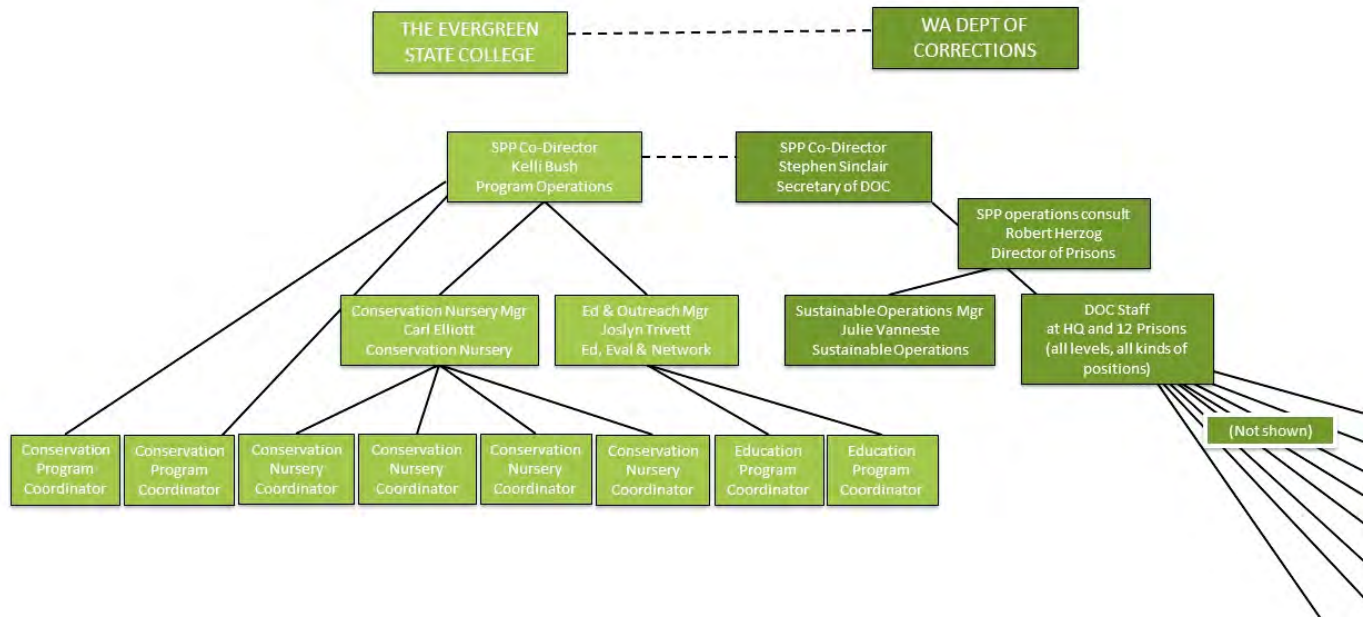 THE EVERGREEN
STATE COLLEGE
WA DEPT OF
CORRECTIONS
SPP Co-Director
Kelli Bush
Program Operations
SPP Co-Director
Stephen Sinclair
Secretary of DOC
SPP operations consult
Robert Herzog
Director of Prisons
Conservation Nursery Mgr
Carl Elliott
Conservation Nursery
Ed & Outreach Mgr
Joslyn Trivett
Ed, Eval & Network
Sustainable Operations Mgr
Julie Vanneste
Sustainable Operations
DOC Staff
at HQ and 12 Prisons
(all levels, all kinds of
positions)
(Not shown)
Conservation
Program
Coordinator
Conservation
Program
Coordinator
Conservation
Nursery
Coordinator
Conservation
Nursery
Coordinator
Conservation
Nursery
Coordinator
Conservation
Nursery
Coordinator
Education
Program
Coordinator
Education
Program
Coordinator